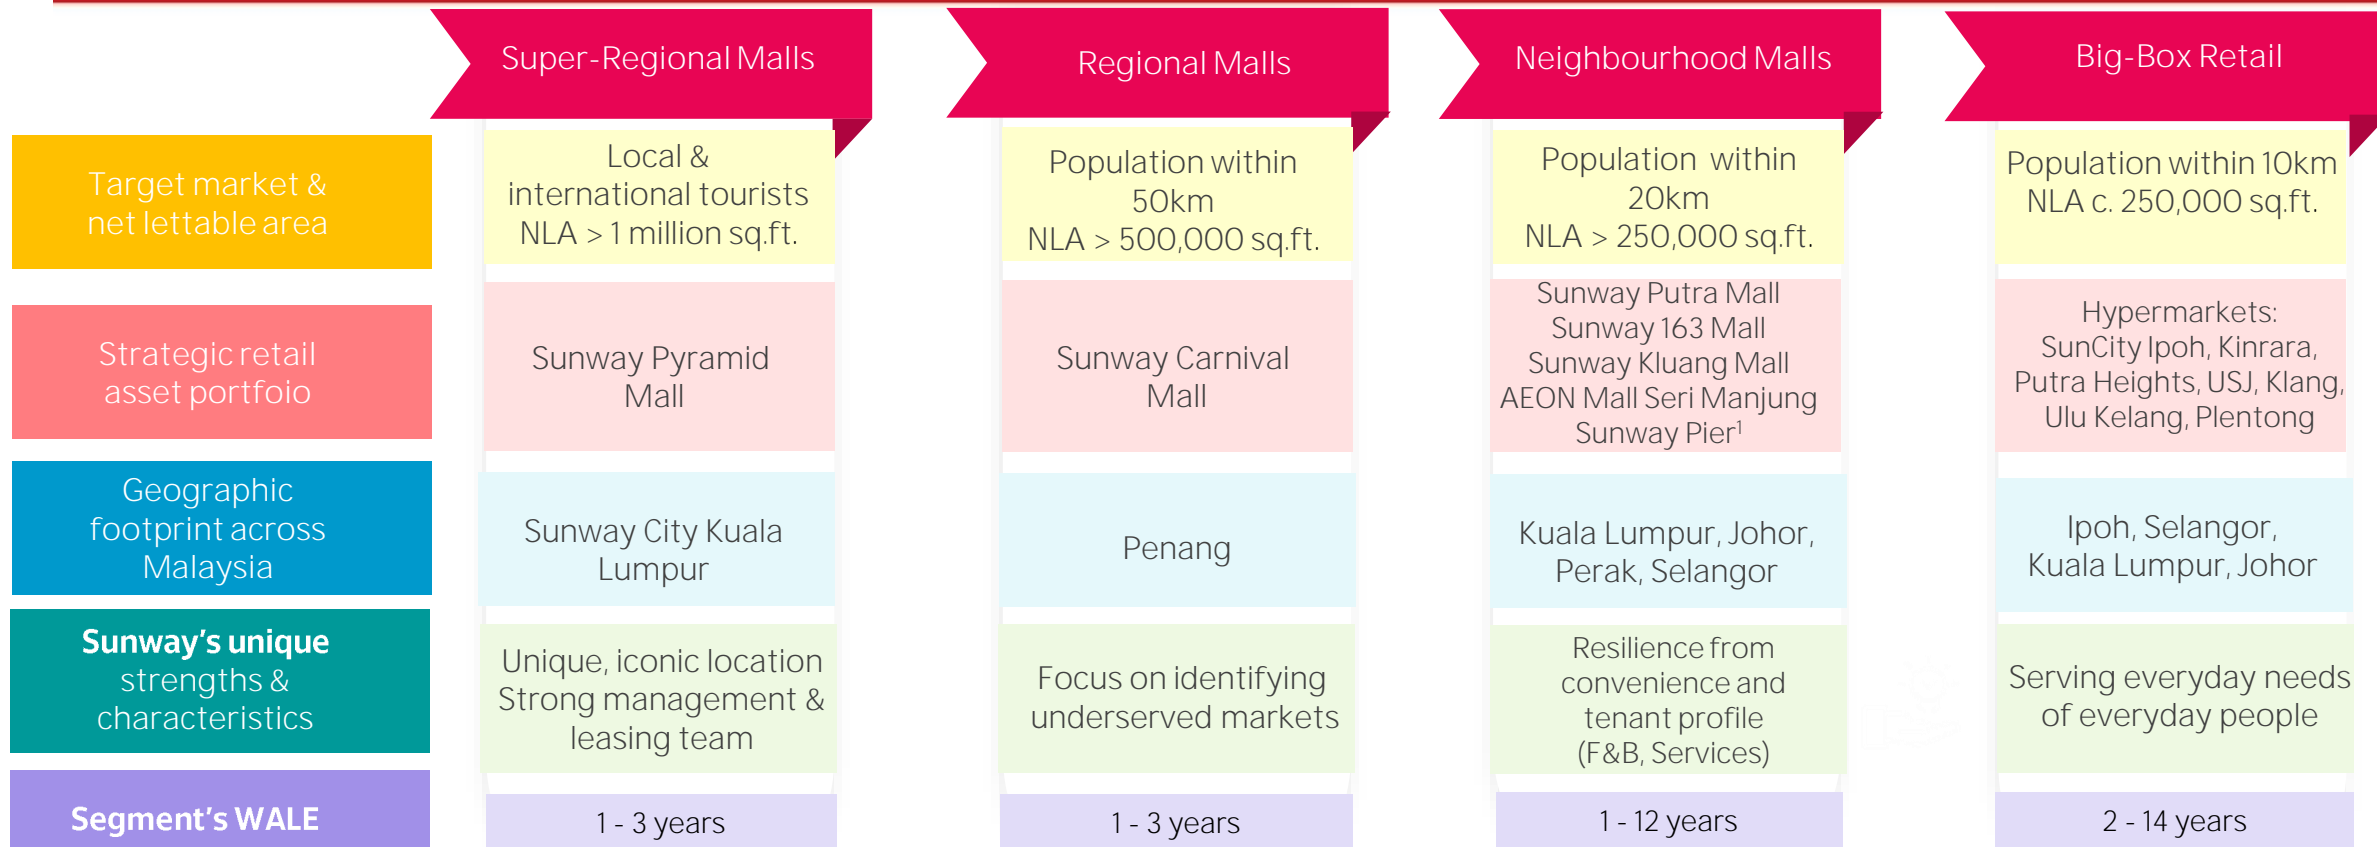 Super-Regional Malls
Regional Malls
Neighbourhood Malls
Big-Box Retail
Target market &
net lettable area
Local &
international tourists
NLA > 1 million sq.ft.
Population within
50km
NLA > 500,000 sq.ft.
Population within
20km
NLA > 250,000 sq.ft.
Population within 10km
NLA c. 250,000 sq.ft.
Strategic retail
asset portfoio
Sunway Pyramid
Mall
Sunway Carnival
Mall
Sunway Putra Mall
Sunway 163 Mall
Sunway Kluang Mall
AEON Mall Seri Manjung
Sunway Pier¹
Hypermarkets:
SunCity Ipoh, Kinrara,
Putra Heights, USJ, Klang,
Ulu Kelang, Plentong
Geographic
footprint across
Malaysia
Sunway City Kuala
Lumpur
Penang
Kuala Lumpur, Johor,
Perak, Selangor
Ipoh, Selangor,
Kuala Lumpur, Johor
Sunway's unique
strengths &
characteristics
Unique, iconic location
Strong management &
leasing team
Focus on identifying
underserved markets
Resilience from
convenience and
tenant profile
(F&B, Services)
Serving everyday needs
of everyday people
Segment's WALE
1 - 3 years
1 - 3 years
1 - 12 years
2 - 14 years